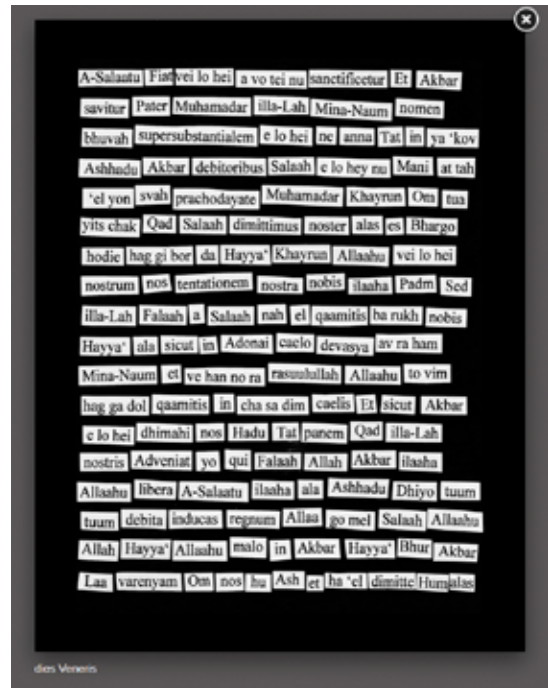 A-Salaatu Fiat vei lo hei a vo tei nu sanctificetur Et Akbar
savitur Pater Muhamadar illa-Lah Mina-Naum nomen
bhuvah supersubstantialem e lo hei ne anna Tat in ya 'kov
Ashhadu Akbar debitoribus Salaah e lo hey nu Mani at tah
'el yon svah prachodayate Muhamadar Khayrun Om tua
yits chak Qad Salaah dimittimus noster alas es Bhargo
hodie hag gi bor da Hayya' Khayrun Allaahu vei lo hei
nostrum nos tentationem nostra nobis ilaaha Padm Sed
illa-Lah Falaah a Salaah nah el qaamitis ba rukh nobis
Hayya' ala sicut in Adonai caelo devasya av ra ham
Mina-Naum et ve han no ra rasuulullah Allaahu to vim
hag ga dol qaamitis in cha sa dim caelis Et sicut Akbar
e lo hei dhimahi nos Hadu Tat panem Qad illa-Lah
nostris Adveniat yo qui Falaah Allah Akbar ilaaha
Allaahu libera A-Salaatu ilaaha ala Ashhadu Dhiyo tuum
tuum debita inducas regnum Allaa go mel Salaah Allaahu
Allah Hayya' Allaahu malo in Akbar Hayya' Bhur Akbar
Laa varenyam Om nos hu Ash et ha 'el dimitte Hum alas
dies Veneris